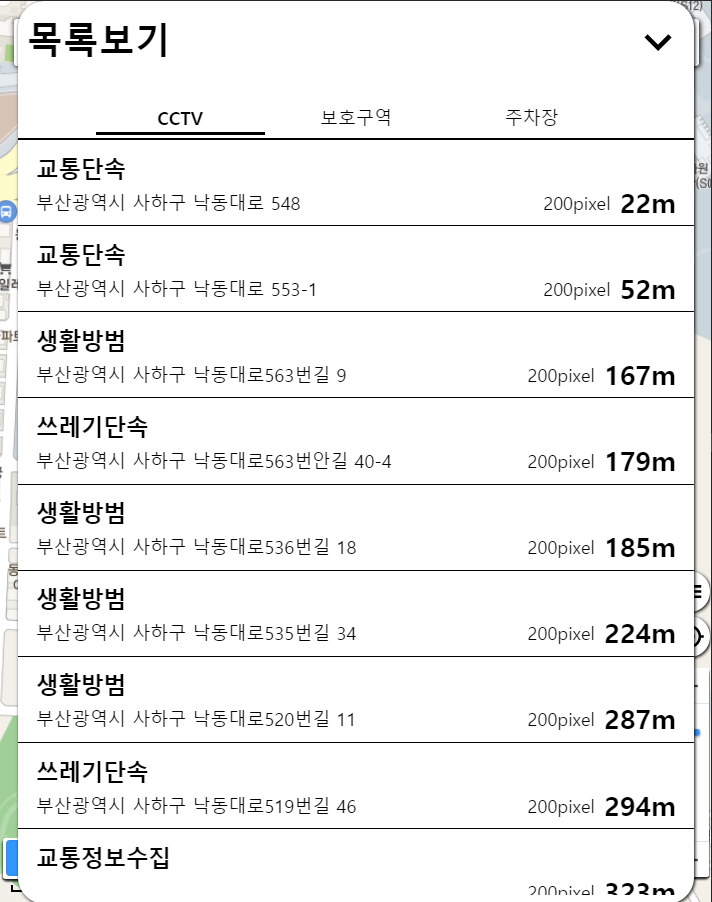 목록보기
CCTV 보호구역 주차장
교통단속
부산광역시 사하구 낙동대로 548 200pixel 22m
교통단속
부산광역시 사하구 낙동대로 553-1 200pixel 52m
생활방범
부산광역시 사하구 낙동대로563번길 9 200pixel 167m
쓰레기단속
부산광역시 사하구 낙동대로563번안길 40-4 200pixel 179m
생활방범
부산광역시 사하구 낙동대로536번길 18 200pixel 185m
생활방범
부산광역시 사하구 낙동대로535번길 34 200pixel 224m
생활방범
부산광역시 사하구 낙동대로520번길 11 200pixel 287m
쓰레기단속
부산광역시 사하구 낙동대로519번길 46 200pixel 294m
교통정보수집
200pixel 323m